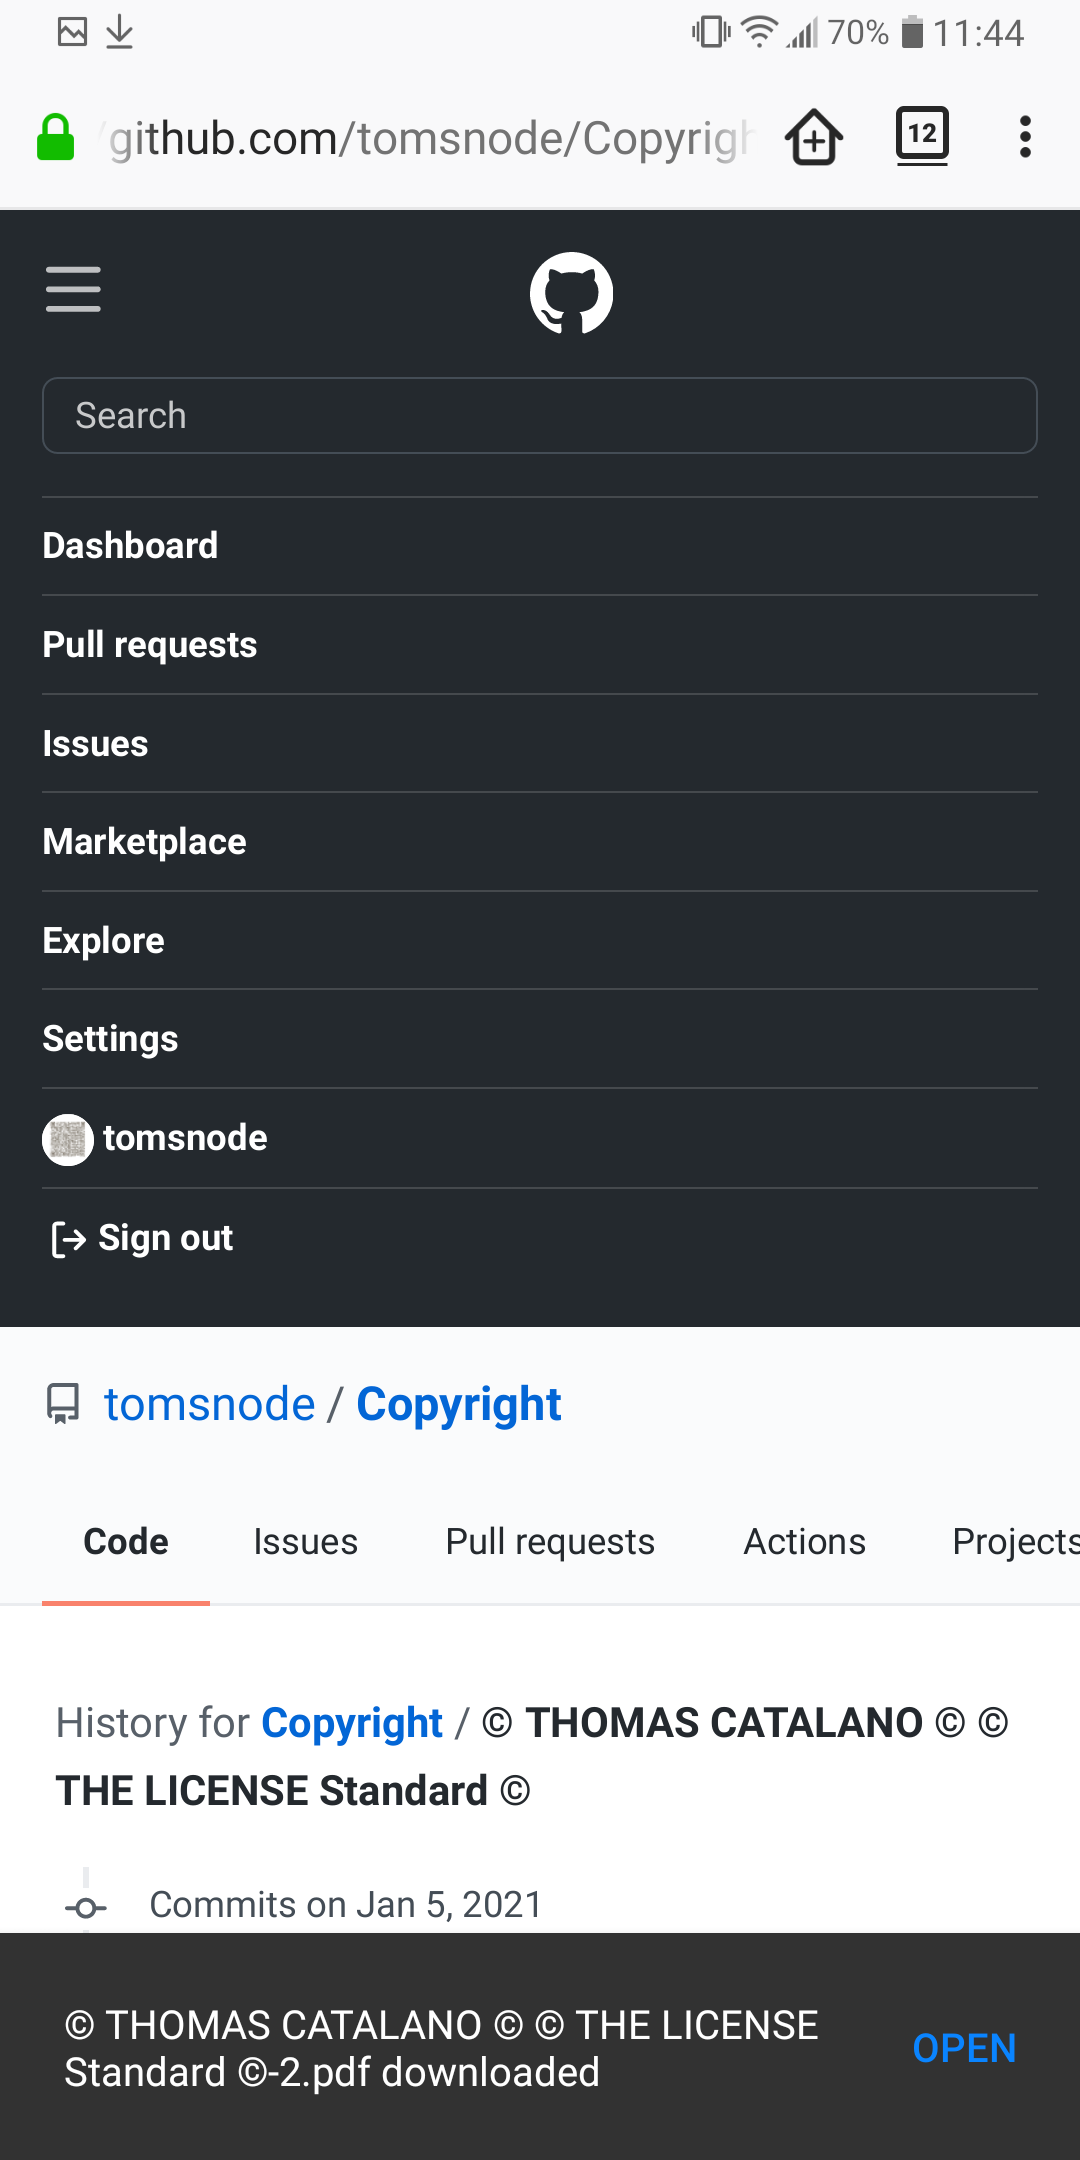 70% 11:44
/github.com/tomsnode/Copyrigh
12
Search
Dashboard
Pull requests
Issues
Marketplace
Explore
Settings
tomsnode
Sign out
tomsnode / Copyright
Code Issues Pull requests Actions Projects
History for Copyright / © THOMAS CATALANO © ©
THE LICENSE Standard ©
Commits on Jan 5, 2021
© THOMAS CATALANO © © THE LICENSE
Standard ©-2.pdf downloaded
OPEN